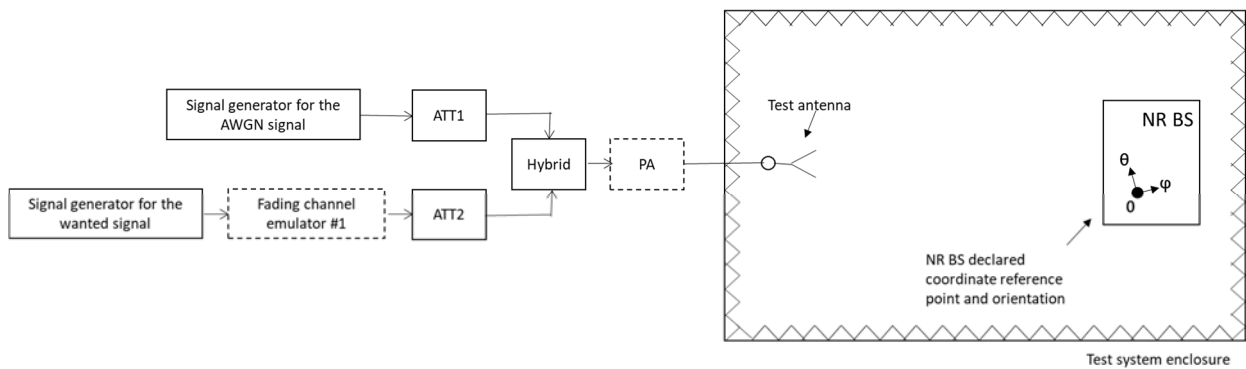 Signal generator for the
AWGN signal
ATT1
Hybrid
PA
Signal generator for the
wanted signal
Fading channel
emulator #1
ATT2
Test antenna
NR BS
θ
φ
0
NR BS declared
coordinate reference
point and orientation
Test system enclosure